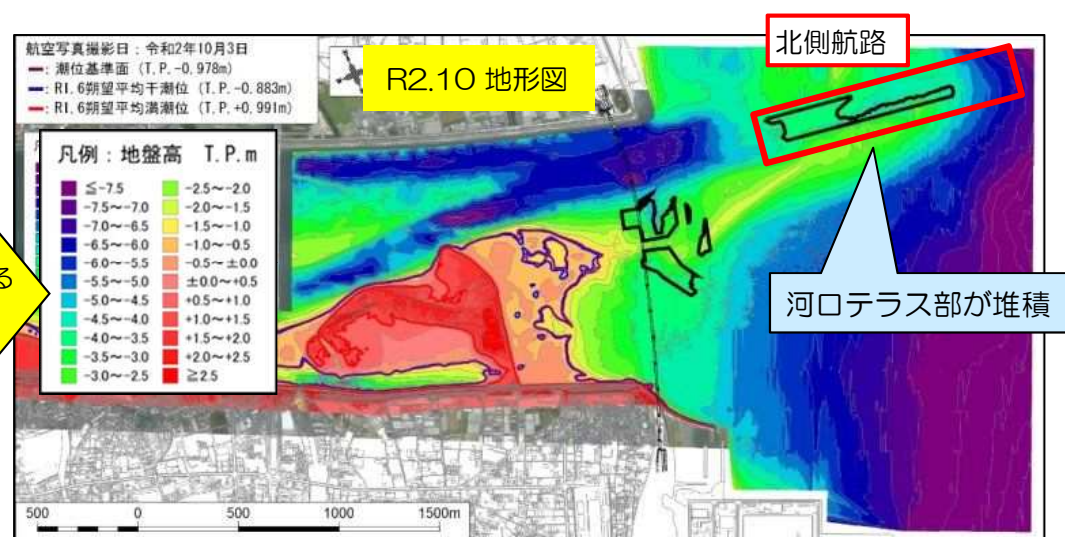 航空写真撮影日：令和2年10月3日
━: 潮位基準面 (T.P.-0.978m)
━: R1.6朔望平均干潮位 (T.P.-0.883m)
━: R1.6朔望平均満潮位 (T.P.+0.991m)
R2.10 地形図
北側航路
凡例：地盤高 T.P.m
≦-7.5
-7.5～-7.0
-7.0～-6.5
-6.5～-6.0
-6.0～-5.5
-5.5～-5.0
-5.0～-4.5
-4.5～-4.0
-4.0～-3.5
-3.5～-3.0
-3.0～-2.5
-2.5～-2.0
-2.0～-1.5
-1.5～-1.0
-1.0～-0.5
-0.5～±0.0
±0.0～+0.5
+0.5～+1.0
+1.0～+1.5
+1.5～+2.0
+2.0～+2.5
≧2.5
る
河口テラス部が堆積
500 0 500 1000 1500m